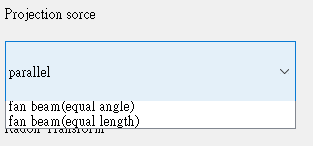 Projection sorce
parallel
fan beam(equal angle)
fan beam(equal length)
Radon Transform